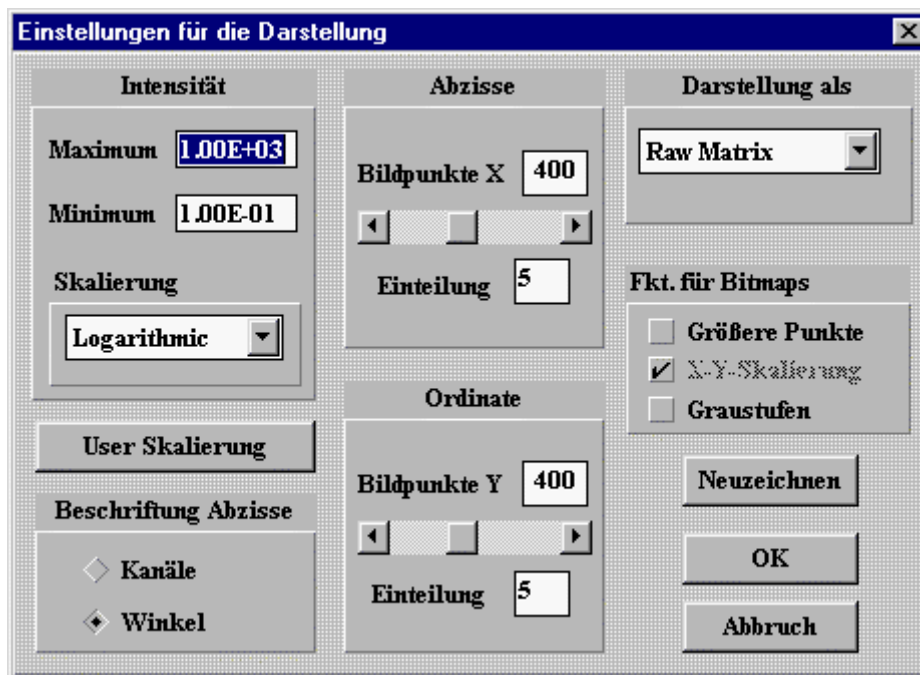 Einstellungen für die Darstellung
Intensität
Maximum 1.00E+03
Minimum 1.00E-01
Skalierung
Logarithmic
User Skalierung
Beschriftung Abzisse
Kanäle
Winkel
Abzisse
Bildpunkte X 400
Einteilung 5
Ordinate
Bildpunkte Y 400
Einteilung 5
Darstellung als
Raw Matrix
Fkt. für Bitmaps
Größere Punkte
X-Y-Skalierung
Graustufen
Neuzeichnen
OK
Abbruch